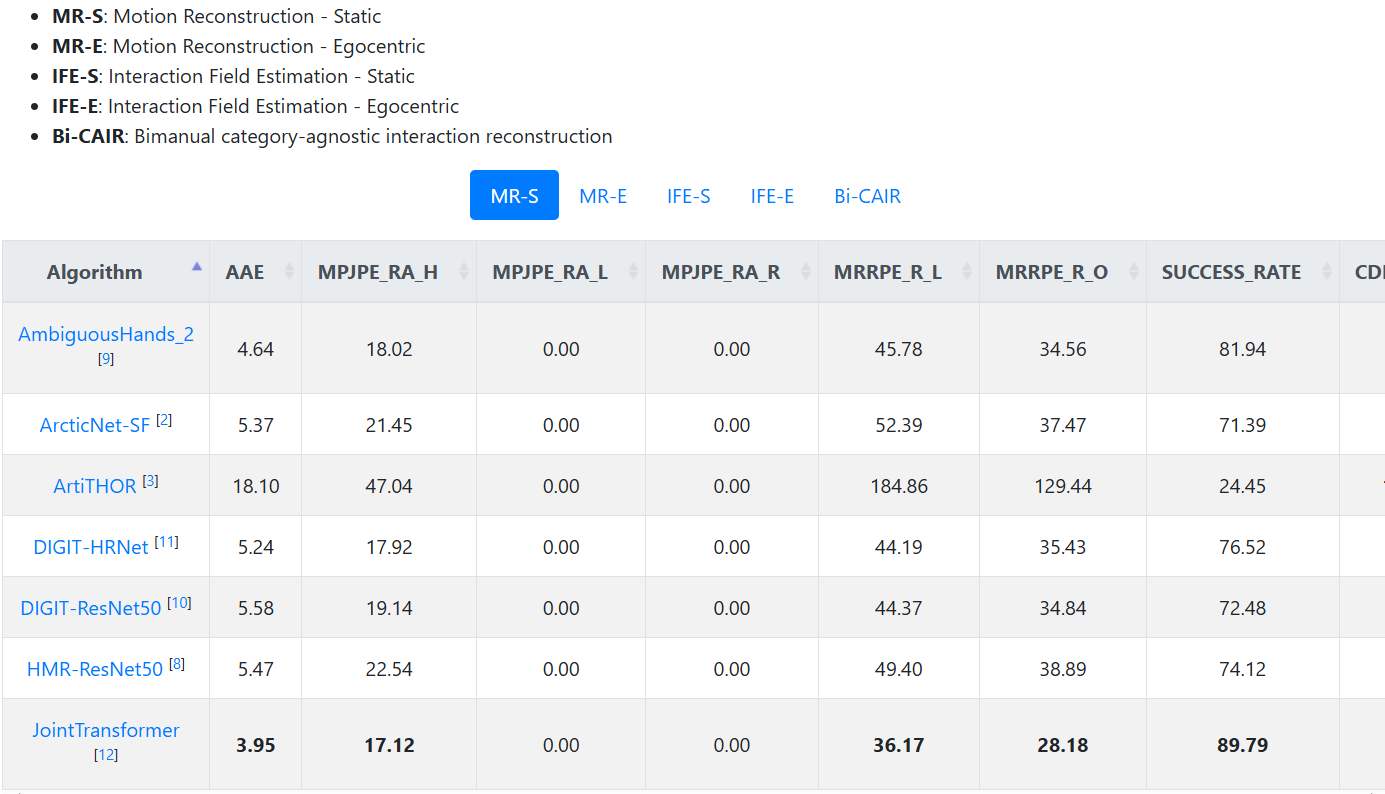 MR-S: Motion Reconstruction - Static
MR-E: Motion Reconstruction - Egocentric
IFE-S: Interaction Field Estimation - Static
IFE-E: Interaction Field Estimation - Egocentric
Bi-CAIR: Bimanual category-agnostic interaction reconstruction
MR-S MR-E IFE-S IFE-E Bi-CAIR
Algorithm AAE MPJPE_RA_H MPJPE_RA_L MPJPE_RA_R MRRPE_R_L MRRPE_R_O SUCCESS_RATE
AmbiguousHands_2 [9] 4.64 18.02 0.00 0.00 45.78 34.56 81.94
ArcticNet-SF [2] 5.37 21.45 0.00 0.00 52.39 37.47 71.39
ArtiTHOR [3] 18.10 47.04 0.00 0.00 184.86 129.44 24.45
DIGIT-HRNet [11] 5.24 17.92 0.00 0.00 44.19 35.43 76.52
DIGIT-ResNet50 [10] 5.58 19.14 0.00 0.00 44.37 34.84 72.48
HMR-ResNet50 [8] 5.47 22.54 0.00 0.00 49.40 38.89 74.12
JointTransformer [12] 3.95 17.12 0.00 0.00 36.17 28.18 89.79